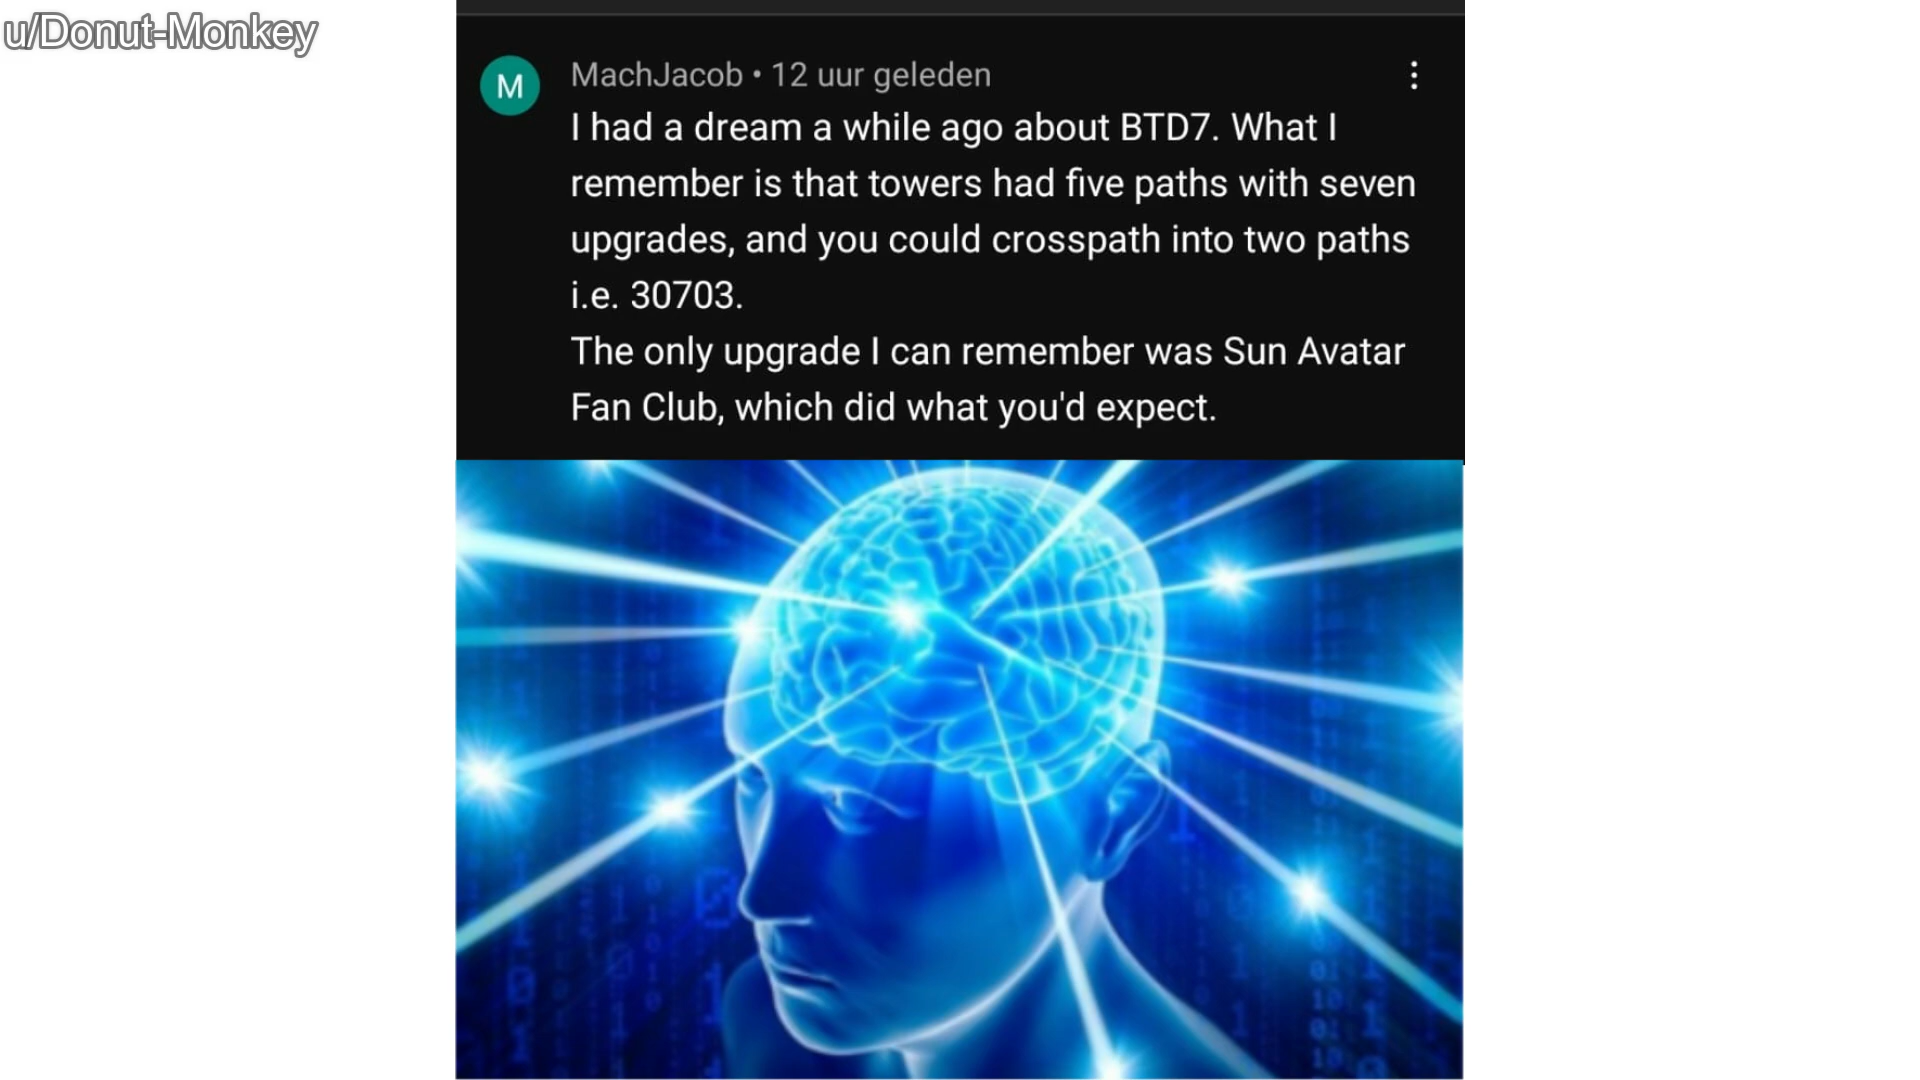 u/Donut-Monkey
M
MachJacob • 12 uur geleden
I had a dream a while ago about BTD7. What I
remember is that towers had five paths with seven
upgrades, and you could crosspath into two paths
i.e. 30703.
The only upgrade I can remember was Sun Avatar
Fan Club, which did what you'd expect.